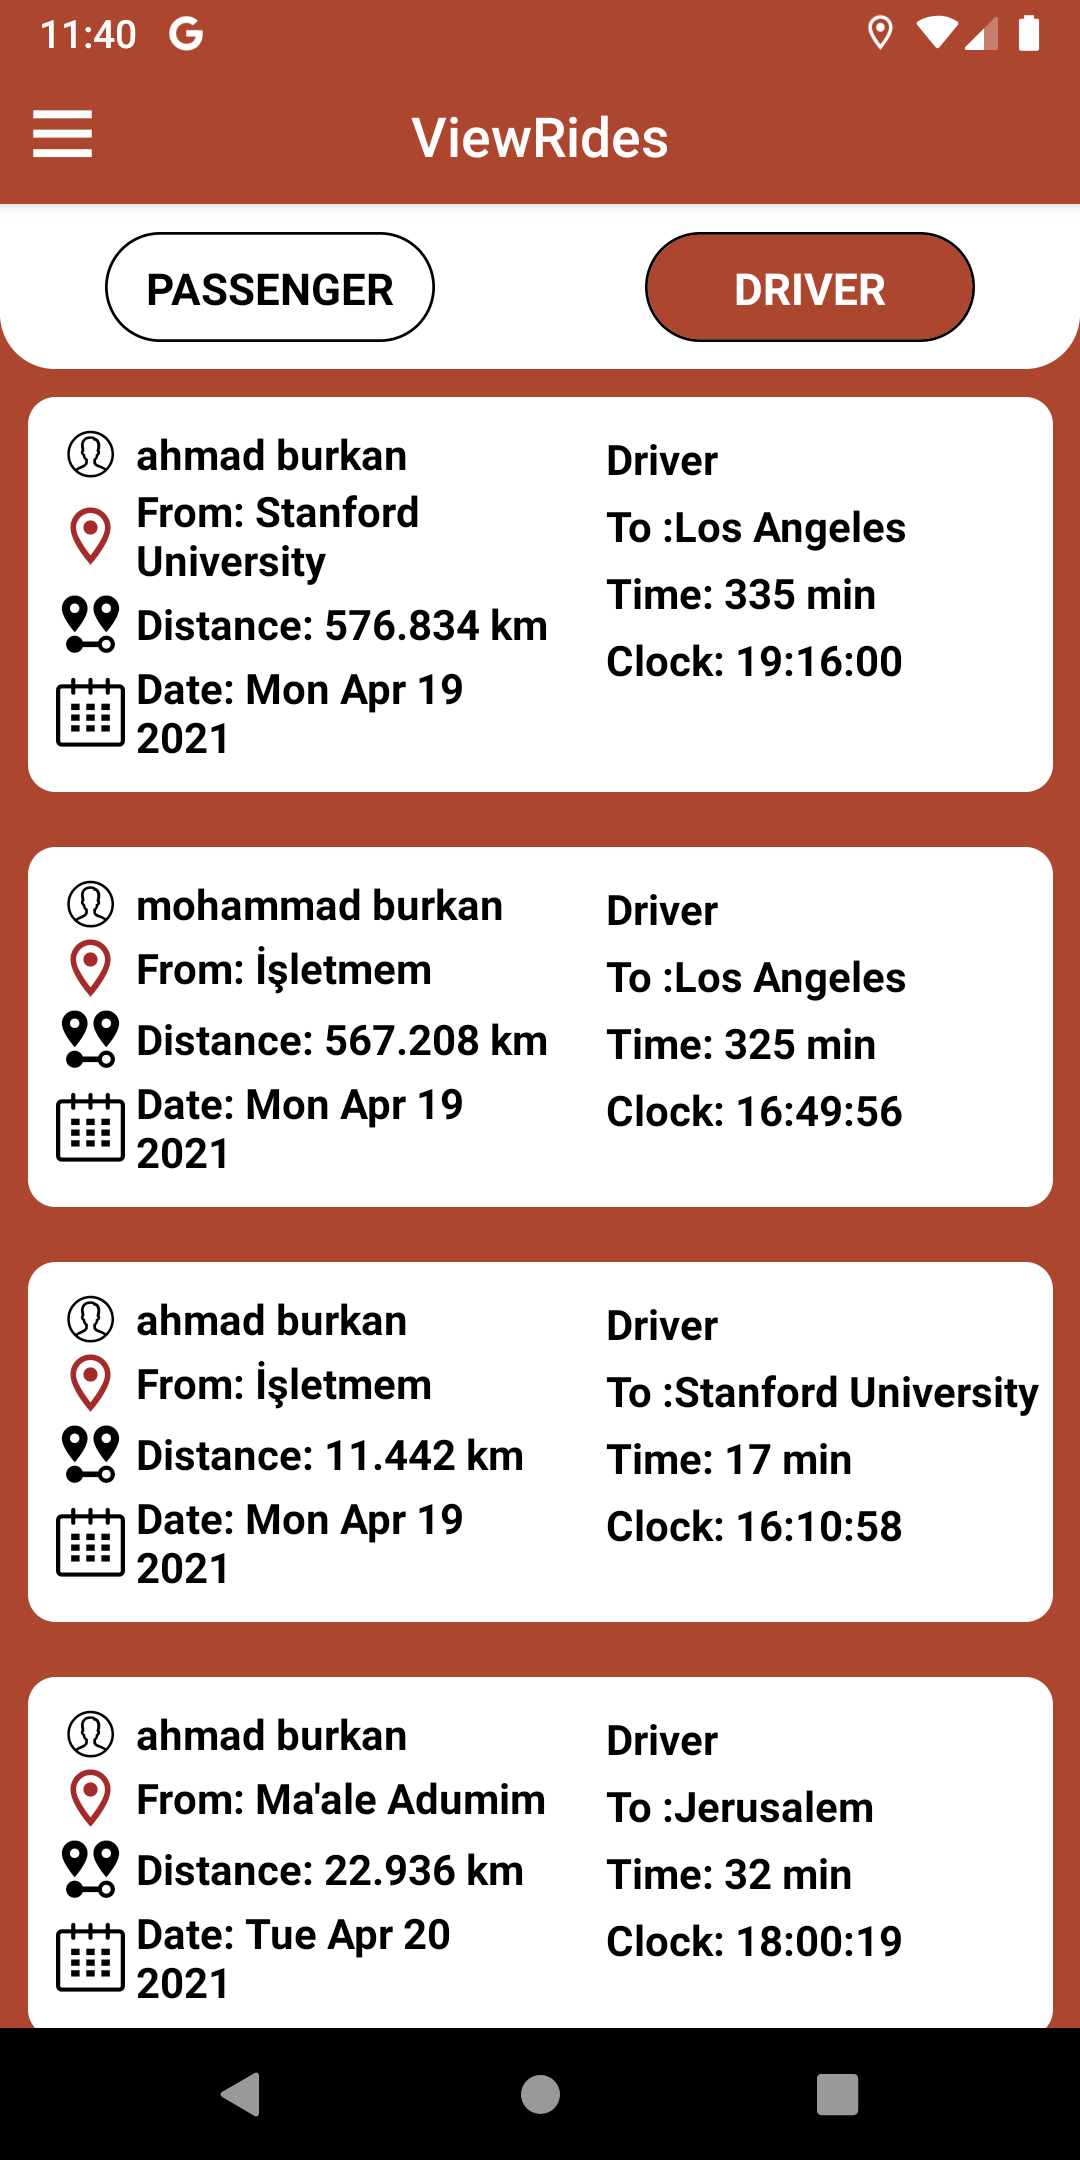 11:40 G
ViewRides
PASSENGER
DRIVER
ahmad burkan
From: Stanford
University
Distance: 576.834 km
Date: Mon Apr 19
2021
Driver
To :Los Angeles
Time: 335 min
Clock: 19:16:00
mohammad burkan
From: İşletmem
Distance: 567.208 km
Date: Mon Apr 19
2021
Driver
To :Los Angeles
Time: 325 min
Clock: 16:49:56
ahmad burkan
From: İşletmem
Distance: 11.442 km
Date: Mon Apr 19
2021
Driver
To :Stanford University
Time: 17 min
Clock: 16:10:58
ahmad burkan
From: Ma'ale Adumim
Distance: 22.936 km
Date: Tue Apr 20
2021
Driver
To :Jerusalem
Time: 32 min
Clock: 18:00:19